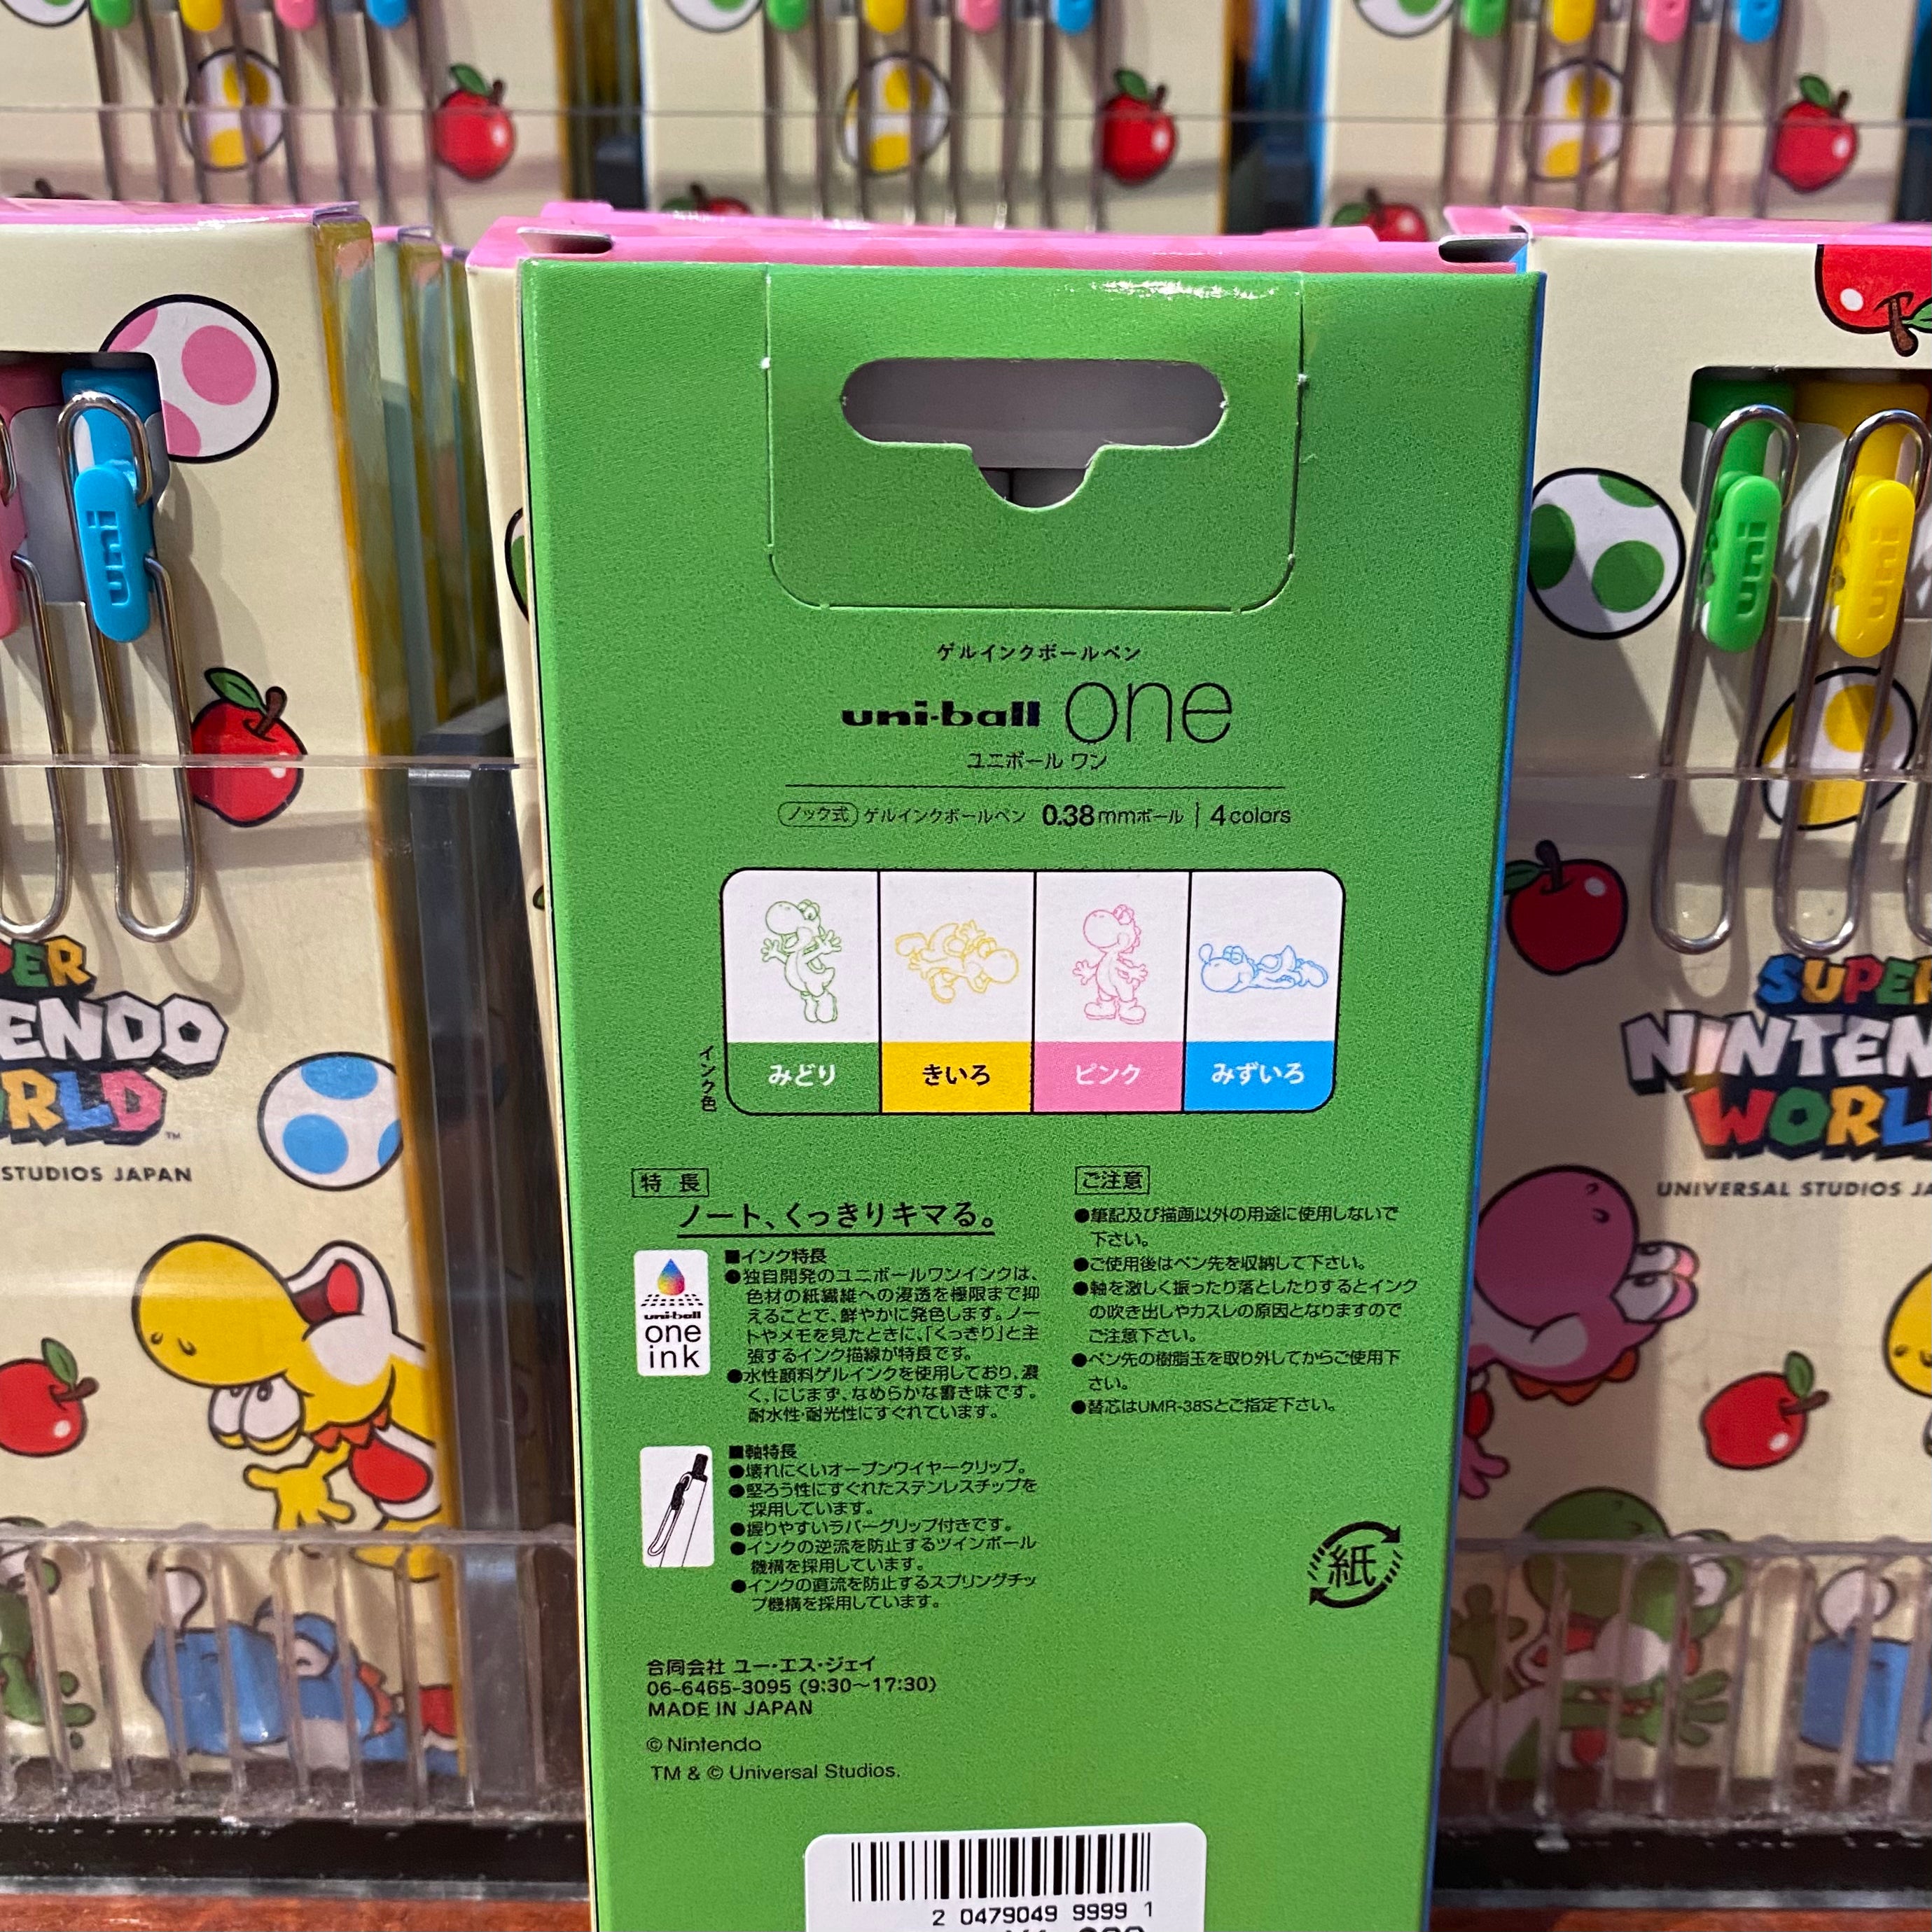 ゲルインクボールペン
uni-ball one
ユニボール ワン
ノック式 ゲルインクボールペン 0.38mmボール | 4colors
インク色
みどり きいろ ピンク みずいろ
特 長
ノート、くっきりキマる。
uni-ball
one
ink
■インク特長
●独自開発のユニボールワンインクは、
色材の紙繊維への浸透を極限まで抑
えることで、鮮やかに発色します。ノー
トやメモを見たときに、「くっきり」と主
張するインク描線が特長です。
●水性顔料ゲルインクを使用しており、濃
く、にじまず、なめらかな書き味です。
耐水性・耐光性にすぐれています。
■軸特長
●壊れにくいオープンワイヤークリップ。
●堅ろう性にすぐれたステンレスチップを
採用しています。
●握りやすいラバーグリップ付きです。
●インクの逆流を防止するツインボール
機構を採用しています。
●インクの直流を防止するスプリングチッ
プ機構を採用しています。
ご注意
●筆記及び描画以外の用途に使用しないで
下さい。
●ご使用後はペン先を収納して下さい。
●軸を激しく振ったり落としたりするとインク
の吹き出しやカスレの原因となりますので
ご注意下さい。
●ペン先の樹脂玉を取り外してからご使用下
さい。
●替芯はUMR-38Sとご指定下さい。
紙
合同会社 ユー・エス・ジェイ
06-6465-3095 (9:30〜17:30)
MADE IN JAPAN
© Nintendo
TM & © Universal Studios.
2 0479049 9999 1
uni
ENDO
RLD
TM
STUDIOS JAPAN
uni
uni
SUPER
NINTEN
WORL
UNIVERSAL STUDIOS JA